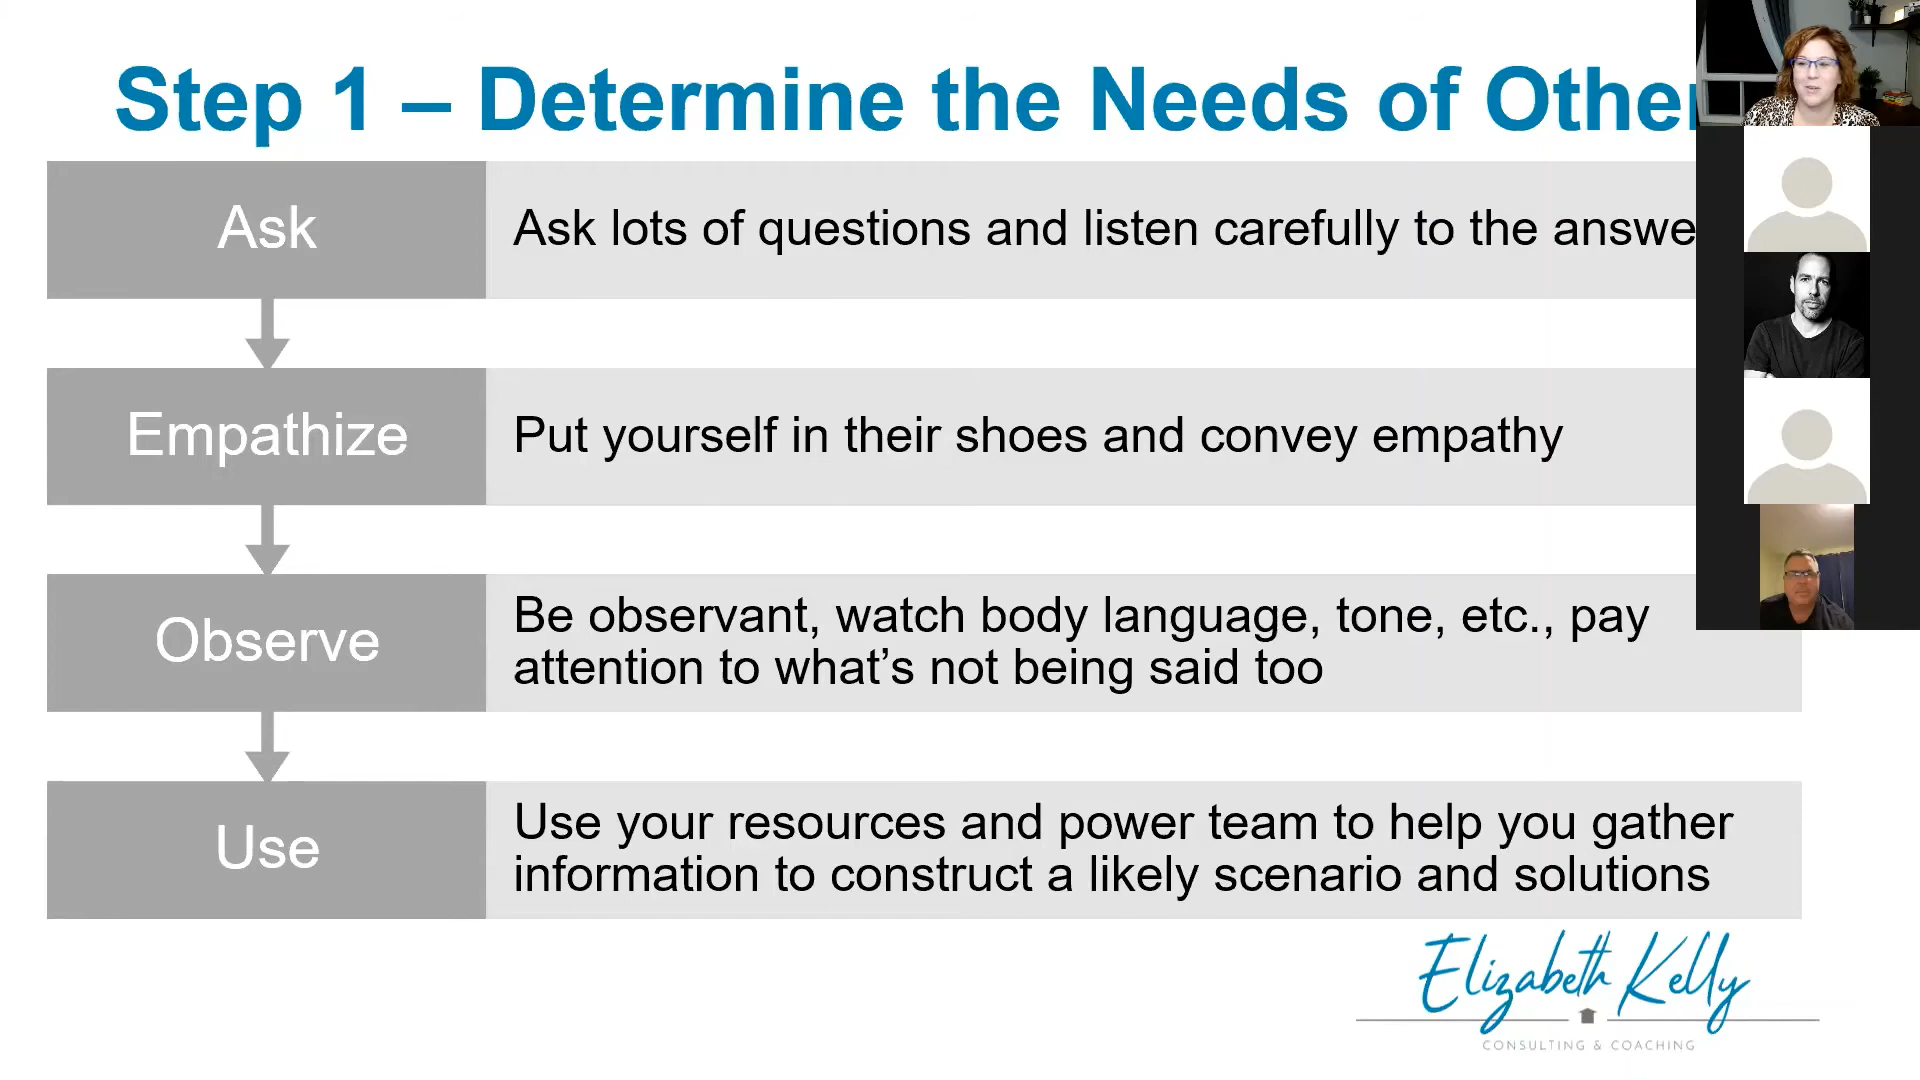 Step 1 – Determine the Needs of Other
Ask
Ask lots of questions and listen carefully to the answe
Empathize
Put yourself in their shoes and convey empathy
Observe
Be observant, watch body language, tone, etc., pay
attention to what’s not being said too
Use
Use your resources and power team to help you gather
information to construct a likely scenario and solutions
Elizabeth Kelly
CONSULTING & COACHING